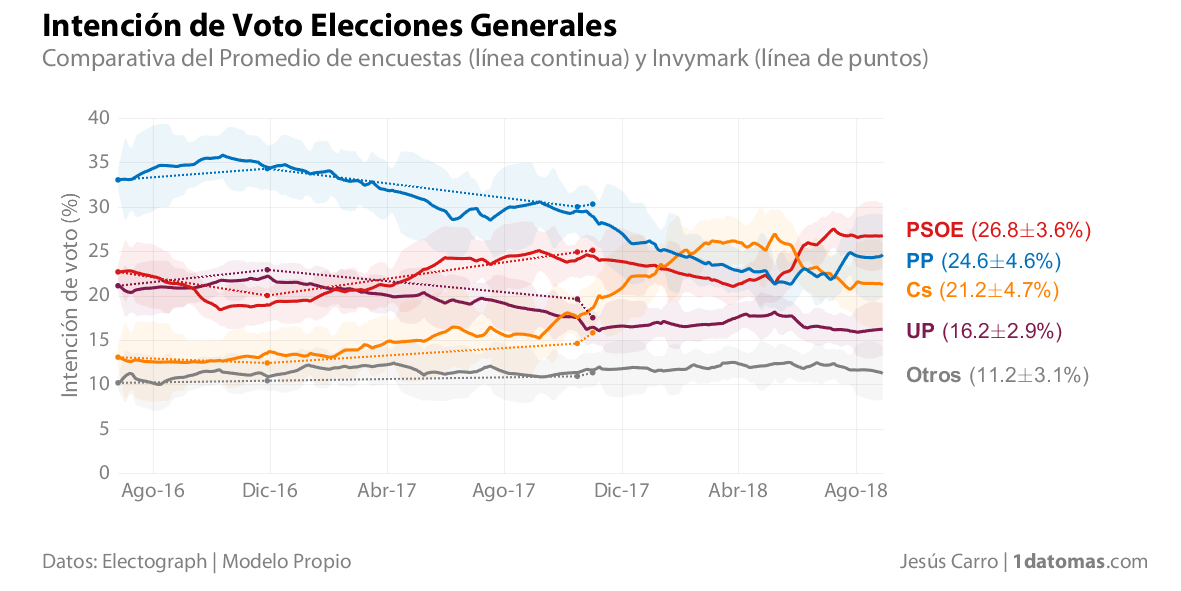 Intención de Voto Elecciones Generales
Comparativa del Promedio de encuestas (línea continua) y Invymark (línea de puntos)
Intención de voto (%)
40
35
30
25
20
15
10
5
0
Ago-16 Dic-16 Abr-17 Ago-17 Dic-17 Abr-18 Ago-18
PSOE (26.8±3.6%)
PP (24.6±4.6%)
Cs (21.2±4.7%)
UP (16.2±2.9%)
Otros (11.2±3.1%)
Datos: Electograph | Modelo Propio
Jesús Carro | 1datomas.com